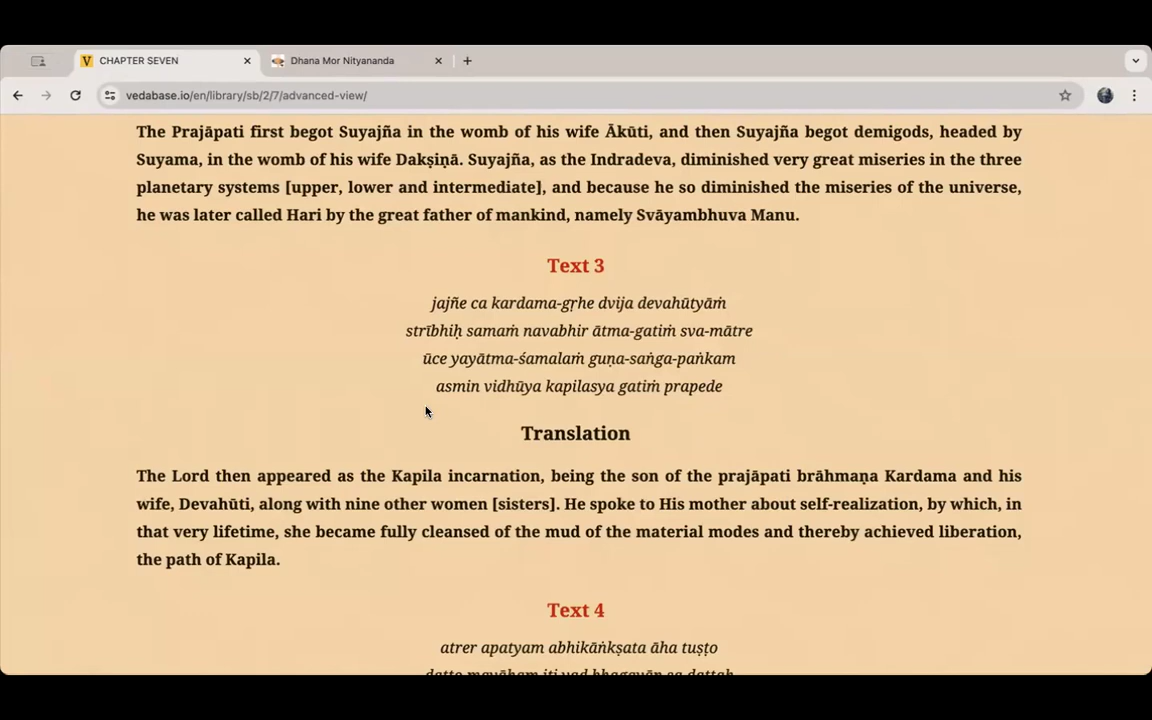 CHAPTER SEVEN
Dhana Mor Nityananda
vedabase.io/en/library/sb/2/7/advanced-view/
The Prajāpati first begot Suyajña in the womb of his wife Ākūti, and then Suyajña begot demigods, headed by
Suyama, in the womb of his wife Dakṣiṇā. Suyajña, as the Indradeva, diminished very great miseries in the three
planetary systems [upper, lower and intermediate], and because he so diminished the miseries of the universe,
he was later called Hari by the great father of mankind, namely Svāyambhuva Manu.
Text 3
jajñe ca kardama-gṛhe dvija devahūtyāṁ
strībhiḥ samaṁ navabhir ātma-gatiṁ sva-mātre
ūce yayātma-śamalaṁ guṇa-saṅga-paṅkam
asmin vidhūya kapilasya gatiṁ prapede
Translation
The Lord then appeared as the Kapila incarnation, being the son of the prajāpati brāhmaṇa Kardama and his
wife, Devahūti, along with nine other women [sisters]. He spoke to His mother about self-realization, by which, in
that very lifetime, she became fully cleansed of the mud of the material modes and thereby achieved liberation,
the path of Kapila.
Text 4
atrer apatyam abhikāṅkṣata āha tuṣṭo
datto mayāham iti yad bhagavān sa dattaḥ